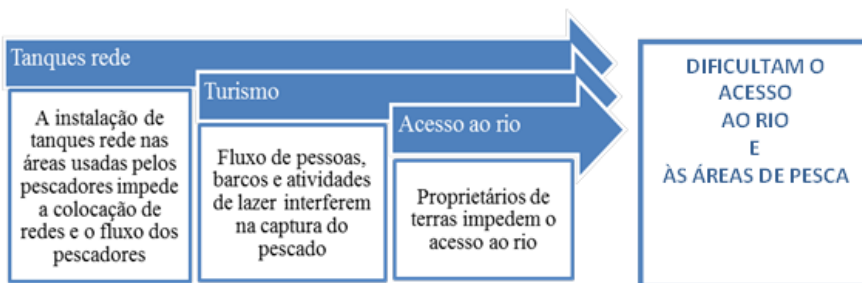 Tanques rede
A instalação de
tanques rede nas
áreas usadas pelos
pescadores impede
a colocação de
redes e o fluxo dos
pescadores
Turismo
Fluxo de pessoas,
barcos e atividades
de lazer interferem
na captura do
pescado
Acesso ao rio
Proprietários de
terras impedem o
acesso ao rio
DIFICULTAM O
ACESSO
AO RIO
E
ÀS ÁREAS DE PESCA